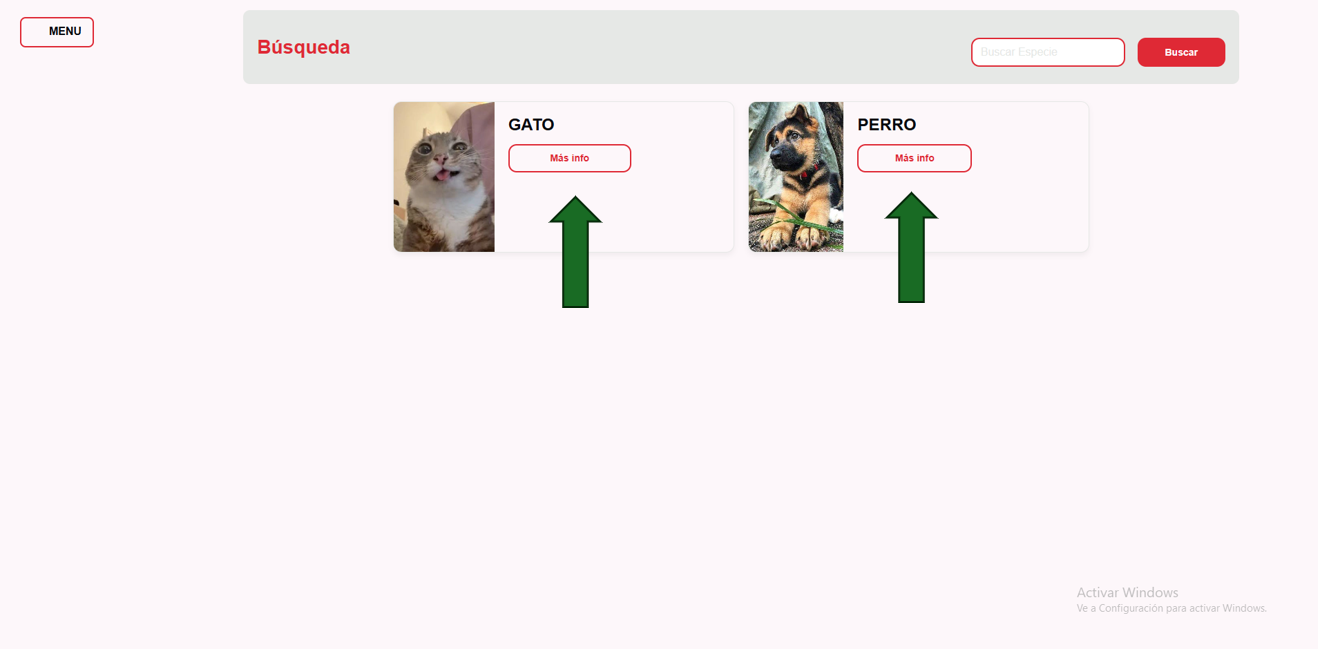 MENU
Búsqueda
Buscar Especie
Buscar
GATO
Más info
PERRO
Más info
Activar Windows
Ve a Configuración para activar Windows.